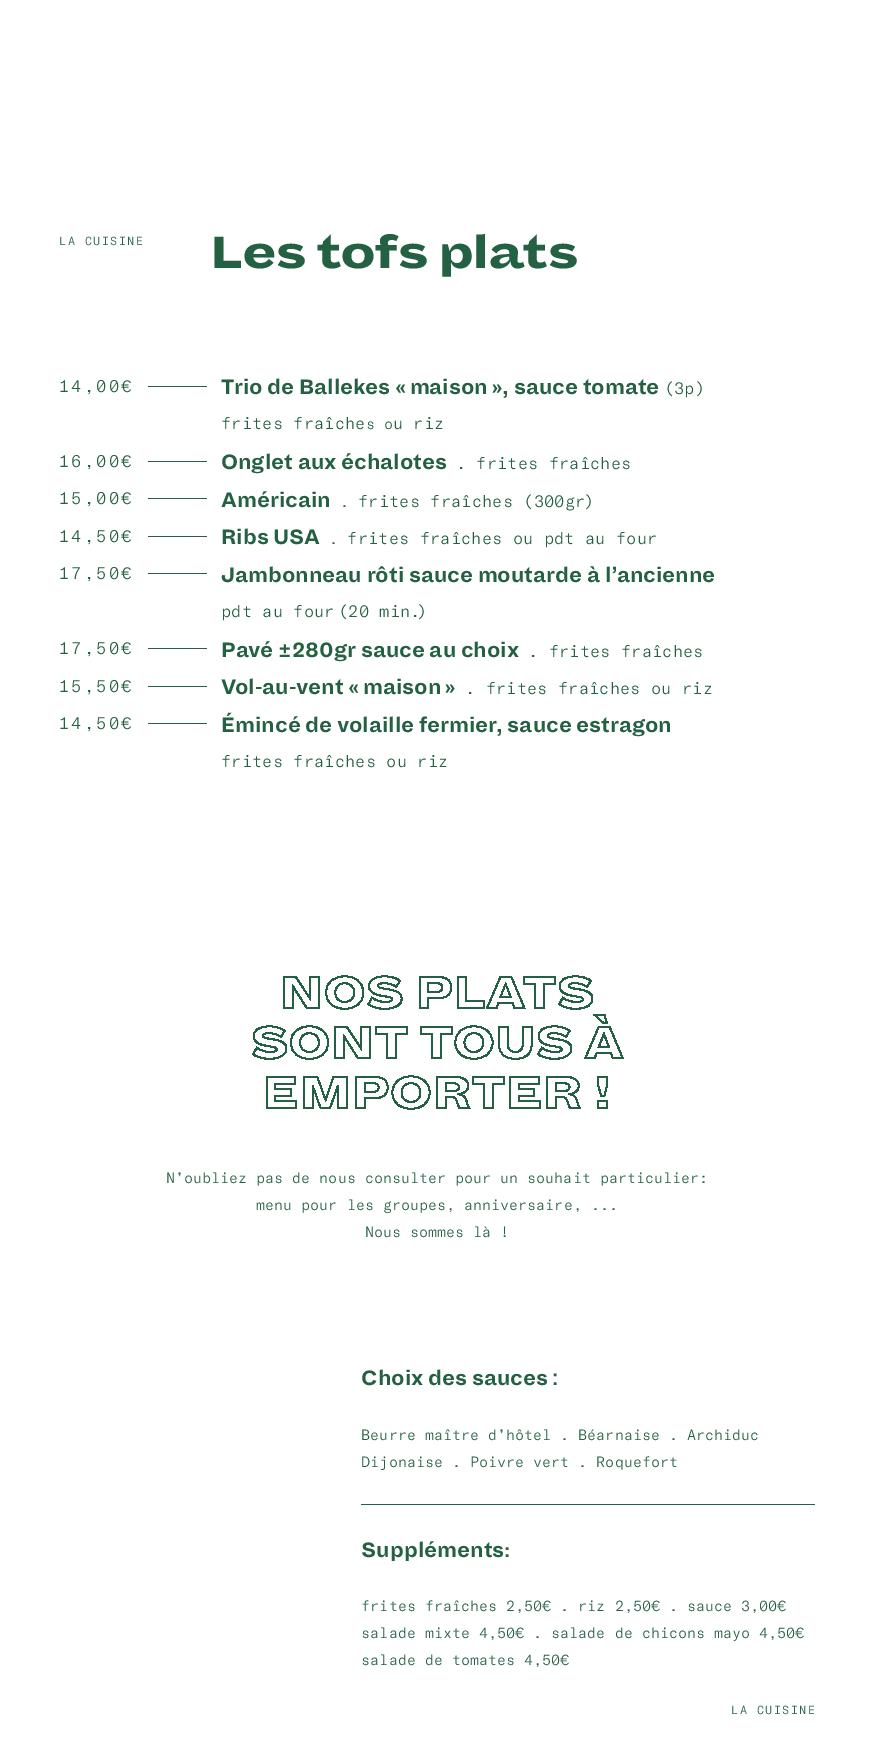 LA CUISINE
Les tofs plats
14,00€ Trio de Ballekes « maison », sauce tomate (3p)
frites fraîches ou riz
16,00€ Onglet aux échalotes . frites fraîches
15,00€ Américain . frites fraîches (300gr)
14,50€ Ribs USA . frites fraîches ou pdt au four
17,50€ Jambonneau rôti sauce moutarde à l’ancienne
pdt au four (20 min.)
17,50€ Pavé ±280gr sauce au choix . frites fraîches
15,50€ Vol-au-vent « maison » . frites fraîches ou riz
14,50€ Émincé de volaille fermier, sauce estragon
frites fraîches ou riz
NOS PLATS
SONT TOUS À
EMPORTER !
N'oubliez pas de nous consulter pour un souhait particulier:
menu pour les groupes, anniversaire, ...
Nous sommes là !
Choix des sauces :
Beurre maître d'hôtel . Béarnaise . Archiduc
Dijonaise . Poivre vert . Roquefort
Suppléments:
frites fraîches 2,50€ . riz 2,50€ . sauce 3,00€
salade mixte 4,50€ . salade de chicons mayo 4,50€
salade de tomates 4,50€
LA CUISINE